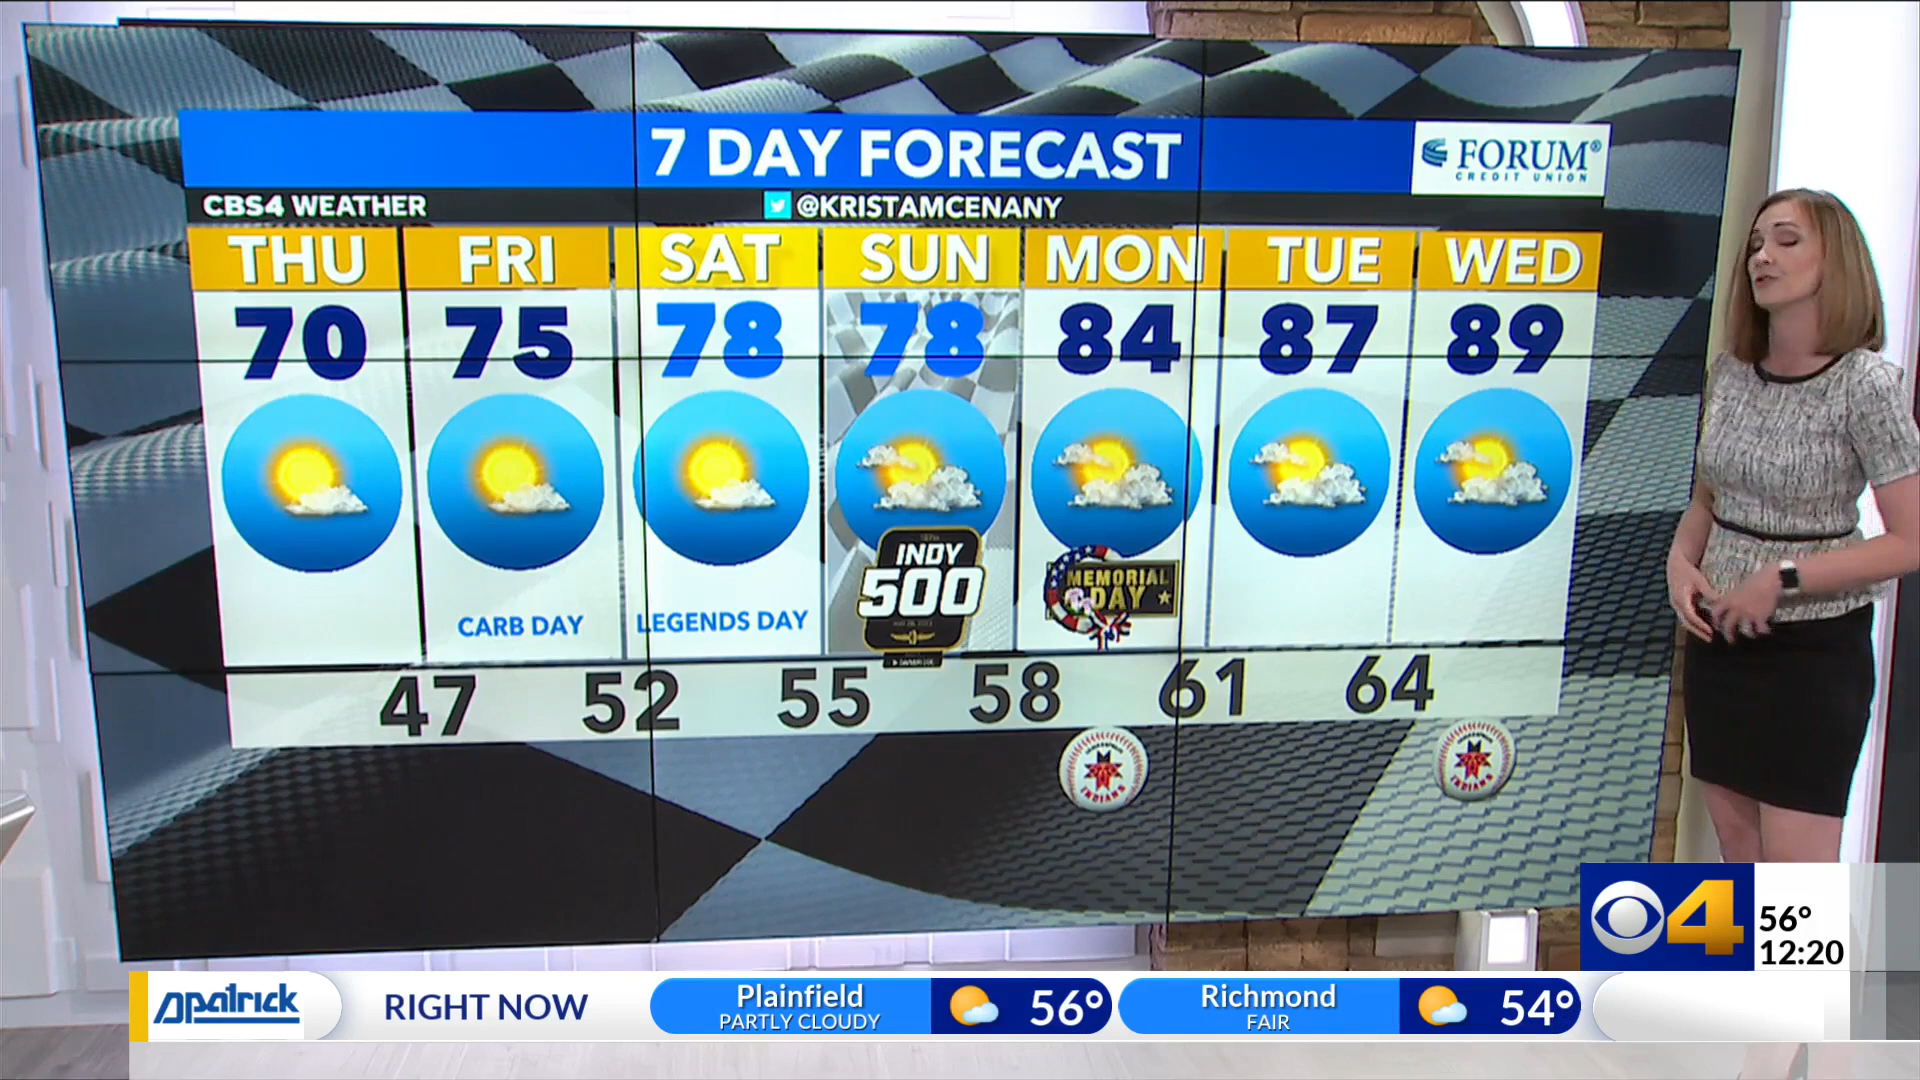 7 DAY FORECAST
FORUM®
CREDIT UNION
CBS4 WEATHER
@KRISTAMCENANY
THU FRI SAT SUN MON TUE WED
70 75 78 78 84 87 89
INDY
500
MEMORIAL
DAY
CARB DAY
LEGENDS DAY
47 52 55 58 61 64
INDIANS
INDIANS
4
56°
12:20
patrick
RIGHT NOW
Plainfield
PARTLY CLOUDY
56°
Richmond
FAIR
54°